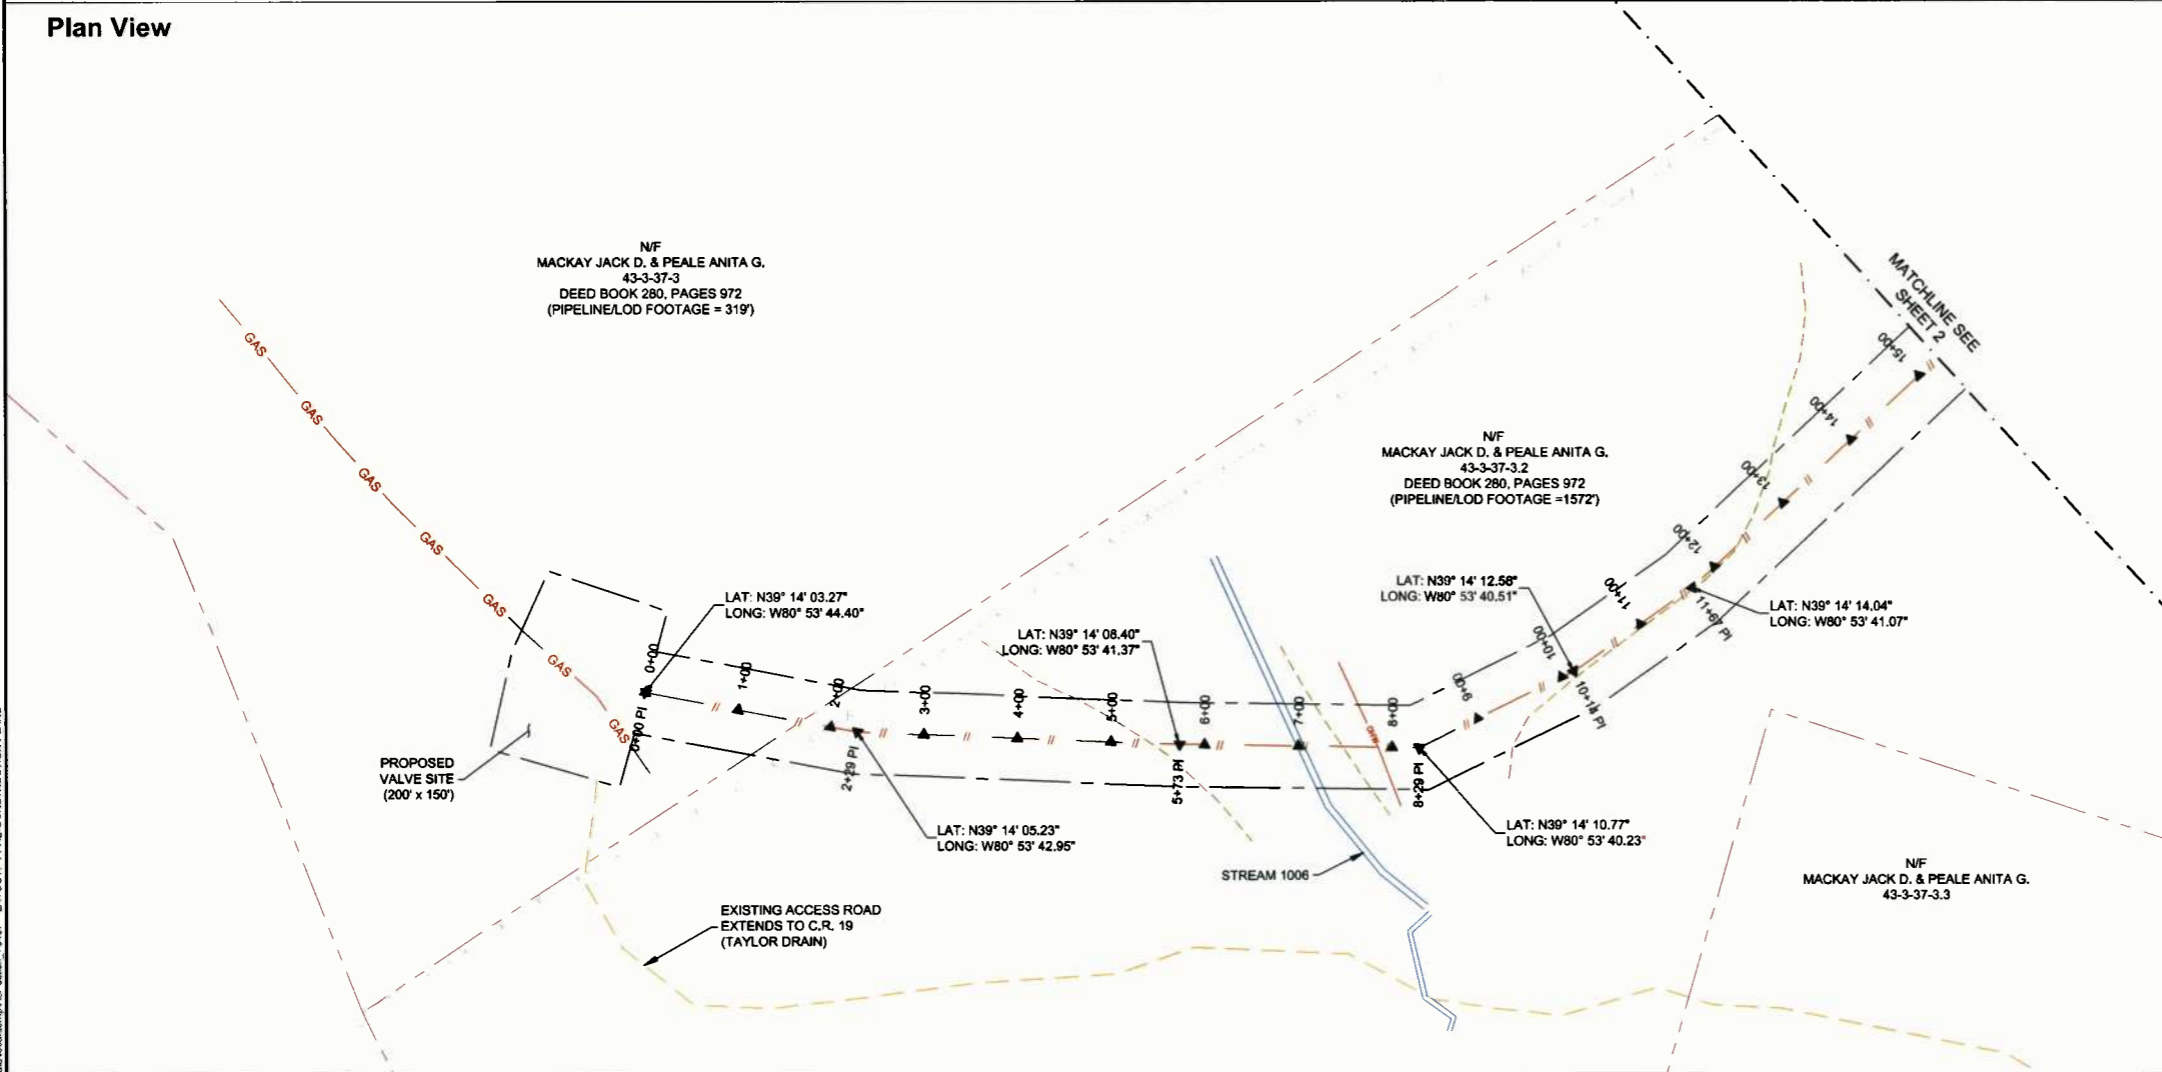 Plan View
N/F
MACKAY JACK D. & PEALE ANITA G.
43-3-37-3
DEED BOOK 280, PAGES 972
(PIPELINE/LOD FOOTAGE = 319')
MATCHLINE SEE
SHEET 2
GAS
GAS
GAS
GAS
GAS
GAS
GAS
N/F
MACKAY JACK D. & PEALE ANITA G.
43-3-37-3.2
DEED BOOK 280, PAGES 972
(PIPELINE/LOD FOOTAGE =1572')
LAT: N39° 14' 03.27"
LONG: W80° 53' 44.40"
LAT: N39° 14' 08.40"
LONG: W80° 53' 41.37"
LAT: N39° 14' 12.58"
LONG: W80° 53' 40.51"
LAT: N39° 14' 14.04"
LONG: W80° 53' 41.07"
0+00
1+00
2+00
3+00
4+00
5+00
6+00
7+00
8+00
9+00
10+00
11+00
12+00
13+00
14+00
15+00
0+00 PI
2+29 PI
5+73 PI
8+29 PI
10+14 PI
11+67 PI
OHW
PROPOSED
VALVE SITE
(200' x 150')
LAT: N39° 14' 05.23"
LONG: W80° 53' 42.95"
LAT: N39° 14' 10.77"
LONG: W80° 53' 40.23"
STREAM 1006
EXISTING ACCESS ROAD
EXTENDS TO C.R. 19
(TAYLOR DRAIN)
N/F
MACKAY JACK D. & PEALE ANITA G.
43-3-37-3.3